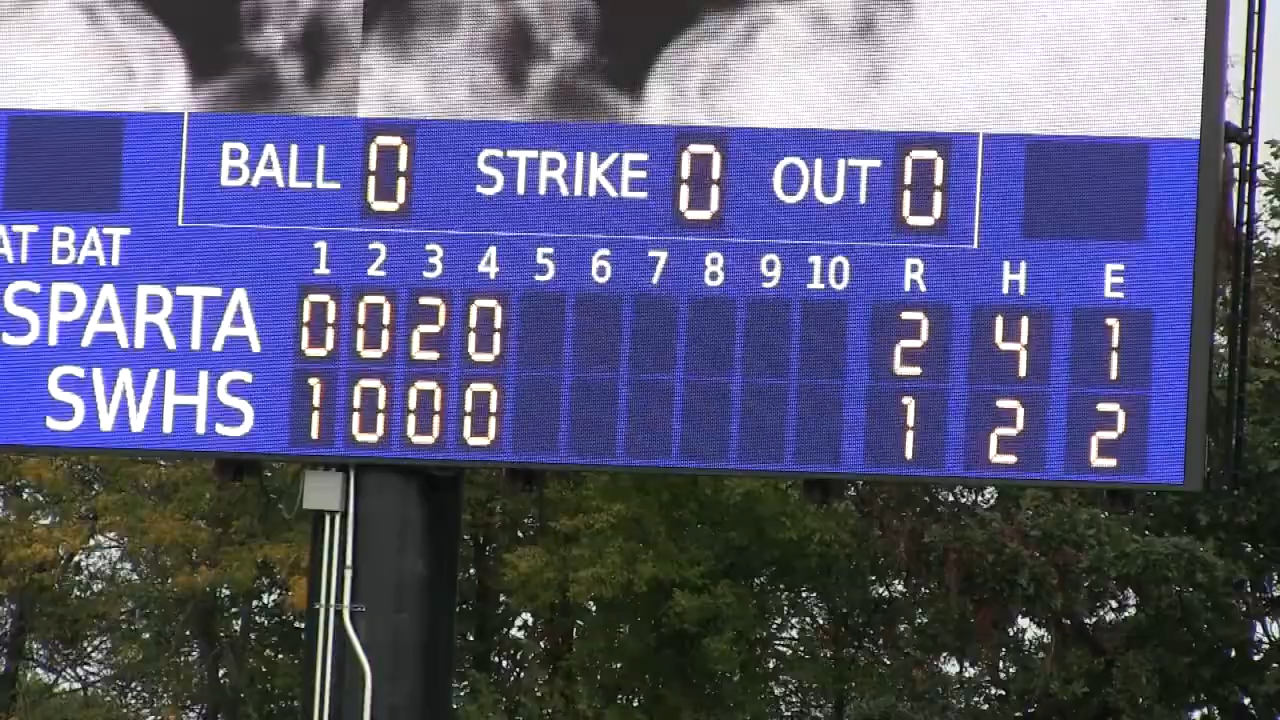 BALL 0 STRIKE 0 OUT 0
AT BAT
1 2 3 4 5 6 7 8 9 10 R H E
SPARTA 0 0 2 0 2 4 1
SWHS 1 0 0 0 1 2 2